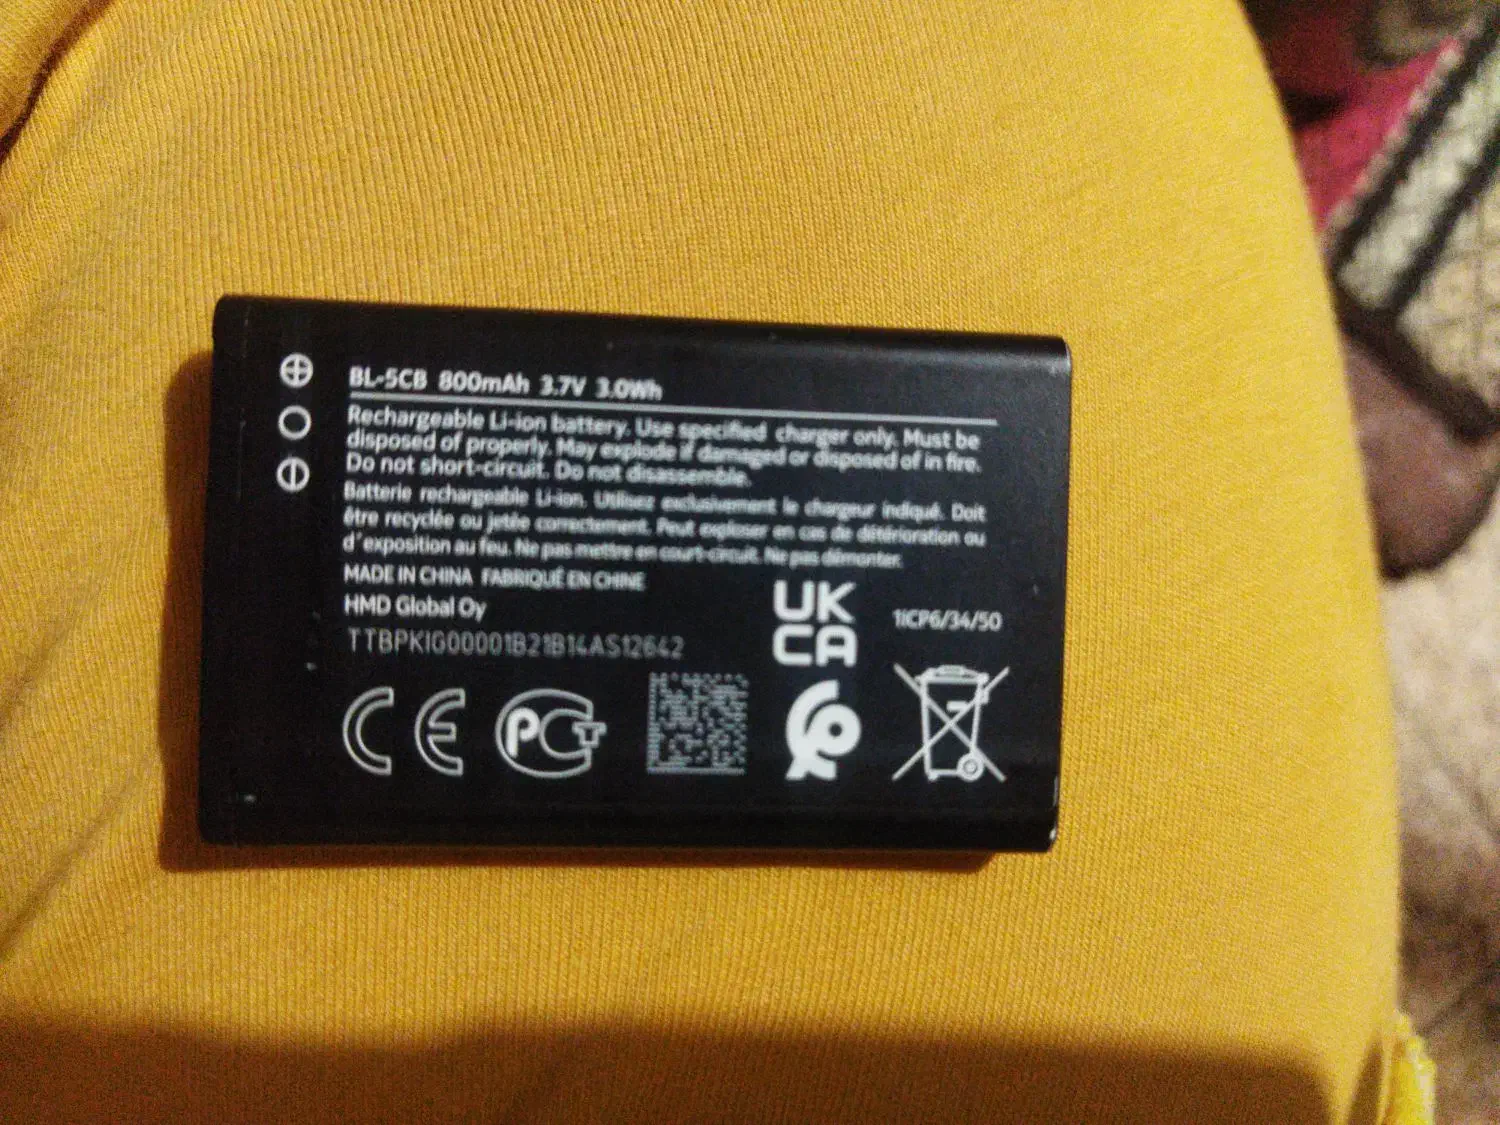 BL-5CB 800mAh 3.7V 3.0Wh
Rechargeable Li-ion battery. Use specified charger only. Must be
disposed of properly. May explode if damaged or disposed of in fire.
Do not short-circuit. Do not disassemble.
Batterie rechargeable Li-ion. Utilisez exclusivement le chargeur indiqué. Doit
être recyclée ou jetée correctement. Peut exploser en cas de détérioration ou
d'exposition au feu. Ne pas mettre en court-circuit. Ne pas démonter.
MADE IN CHINA FABRIQUÉ EN CHINE
HMD Global Oy
TTBPKIG00001B21B14AS12642
UK
CA
1ICP6/34/50
CE
PCT